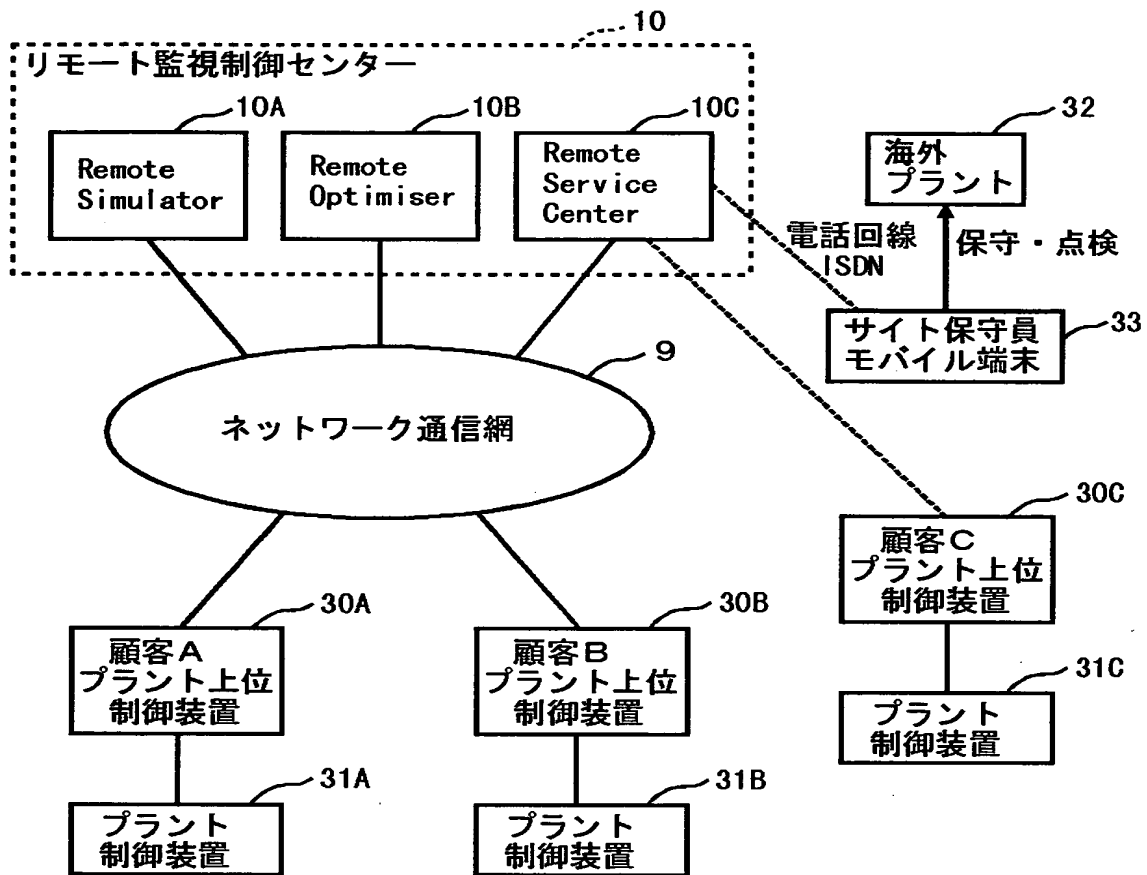 10
リモート監視制御センター
10A
10B
10C
Remote
Simulator
Remote
Optimiser
Remote
Service
Center
32
海外
プラント
電話回線
ISDN
保守・点検
33
サイト保守員
モバイル端末
9
ネットワーク通信網
30A
顧客A
プラント上位
制御装置
30B
顧客B
プラント上位
制御装置
30C
顧客C
プラント上位
制御装置
31A
プラント
制御装置
31B
プラント
制御装置
31C
プラント
制御装置